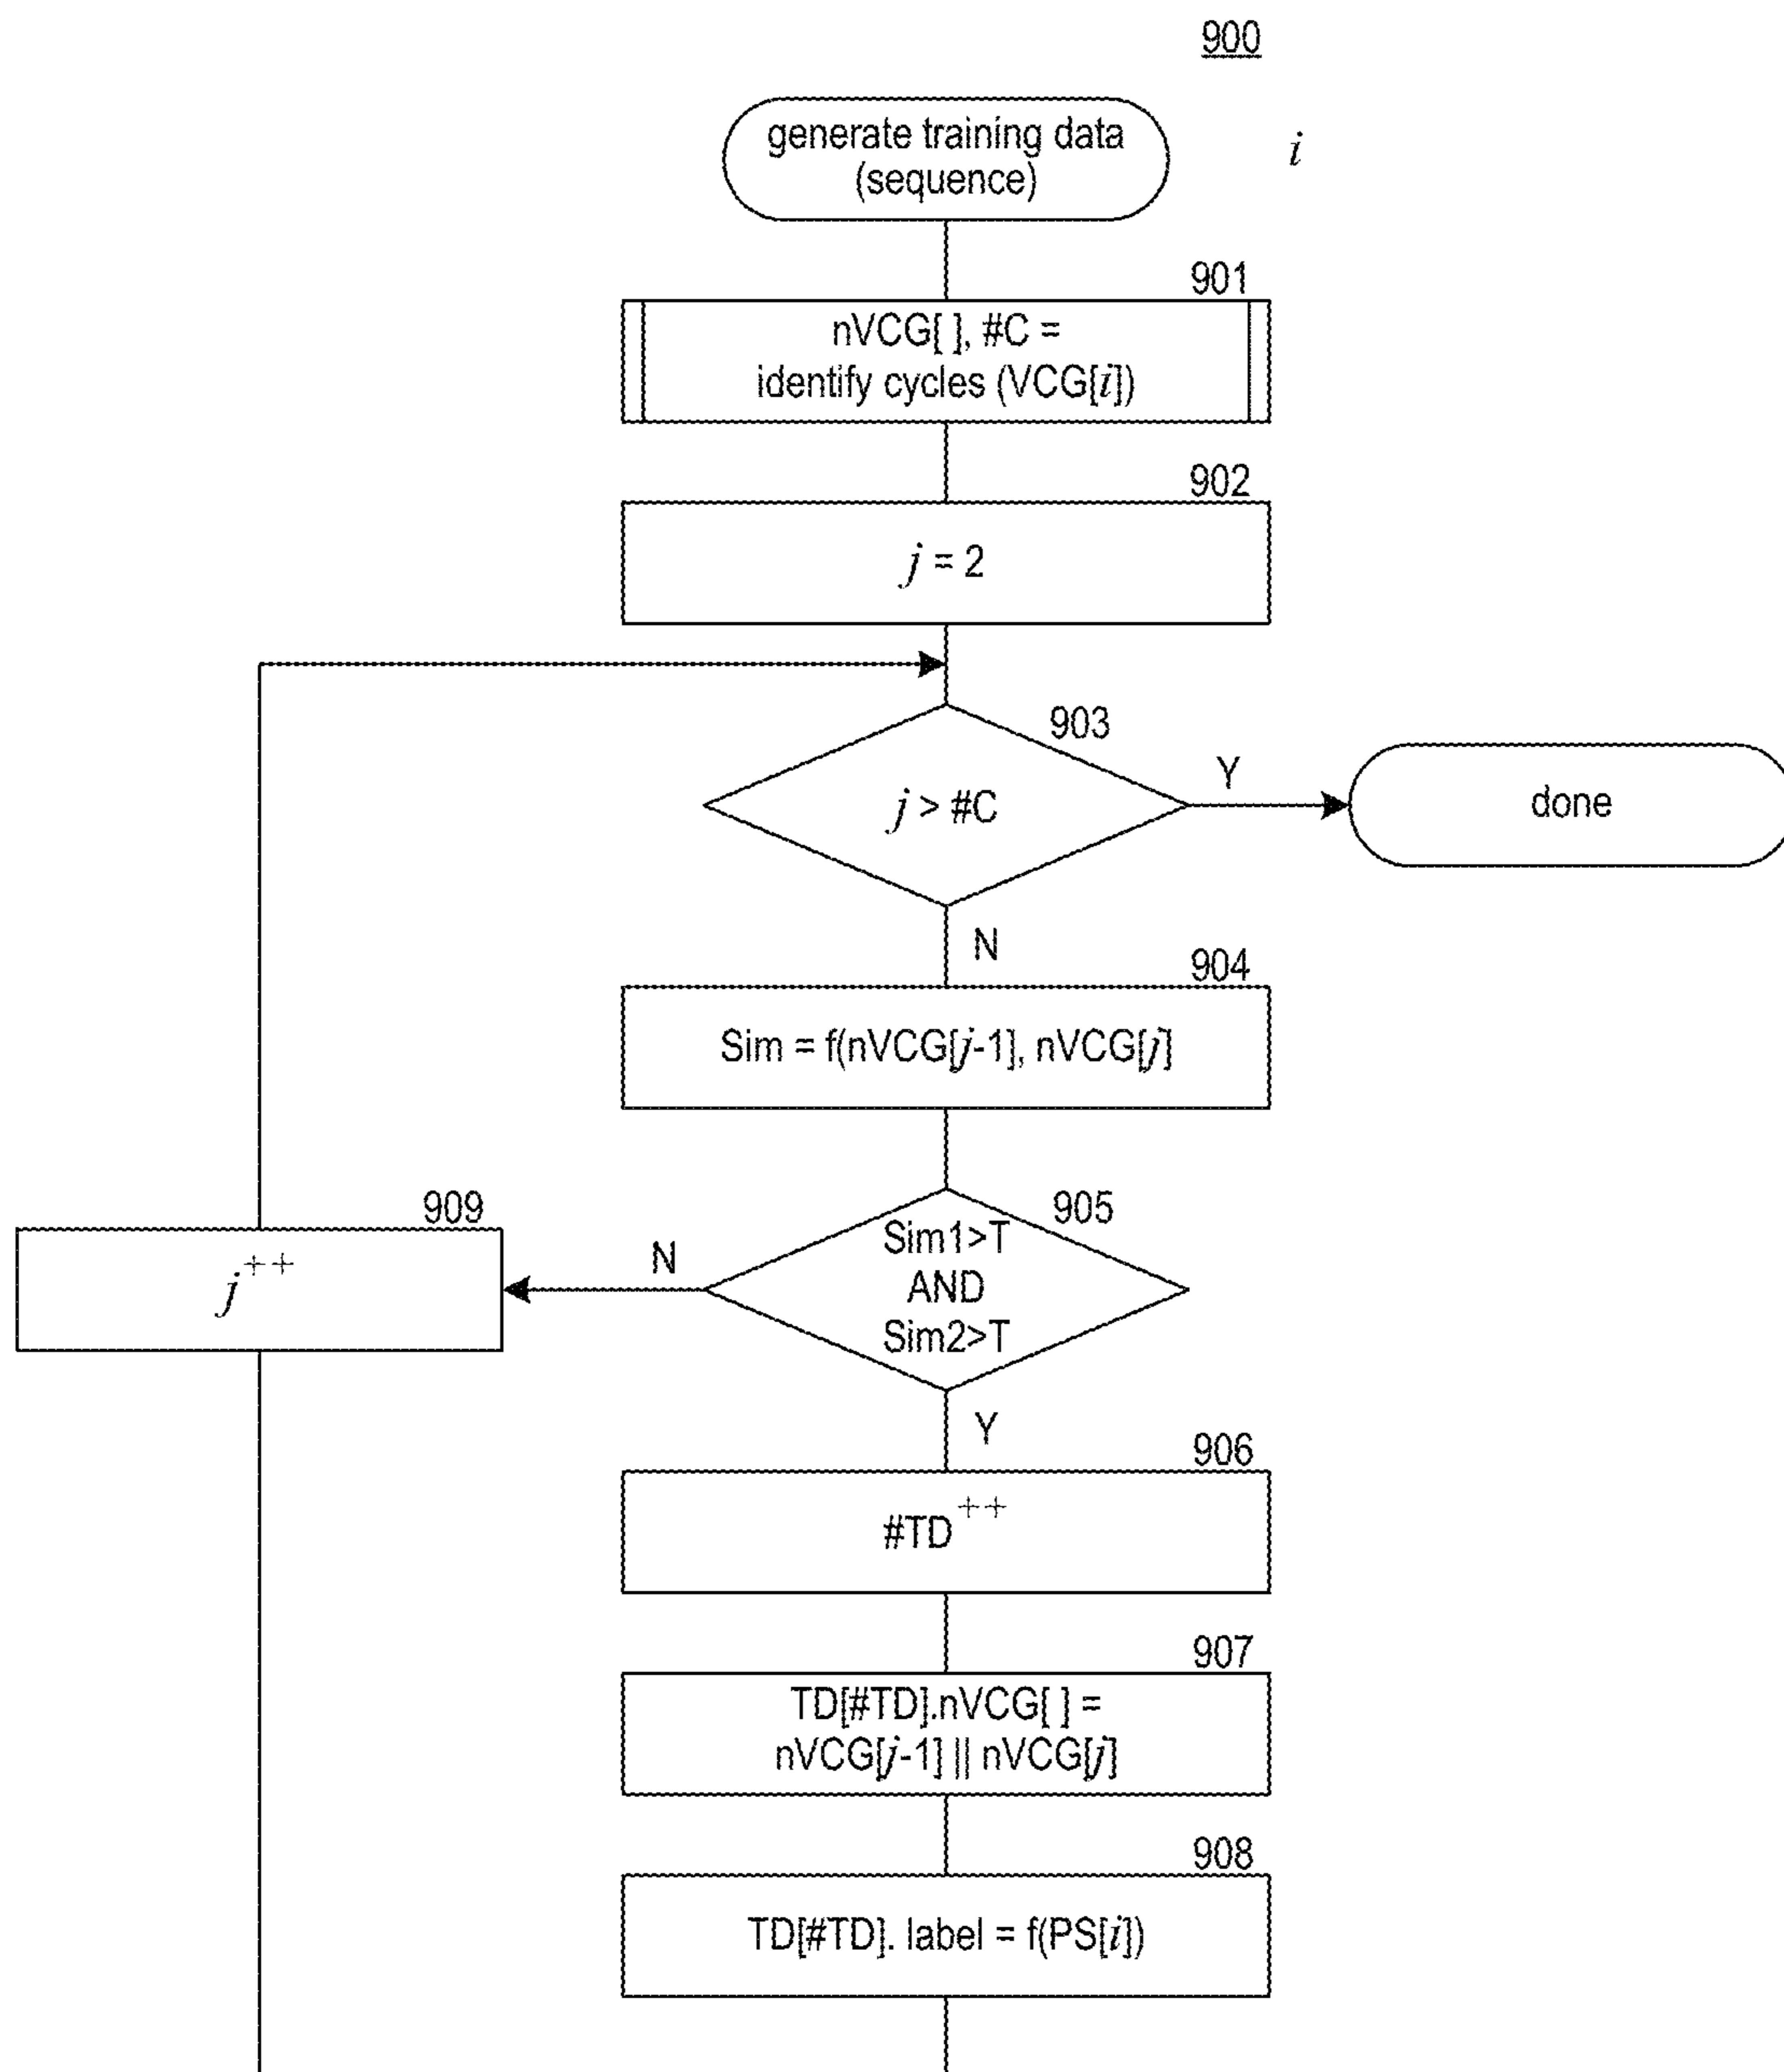 900
generate training data
(sequence)
i
901
nVCG[ ], #C =
identify cycles (VCG[i])
902
j = 2
903
j > #C
Y
done
N
904
Sim = f(nVCG[j-1], nVCG[j]
905
Sim1>T
AND
Sim2>T
N
909
j++
Y
906
#TD++
907
TD[#TD].nVCG[ ] =
nVCG[j-1] || nVCG[j]
908
TD[#TD]. label = f(PS[i])